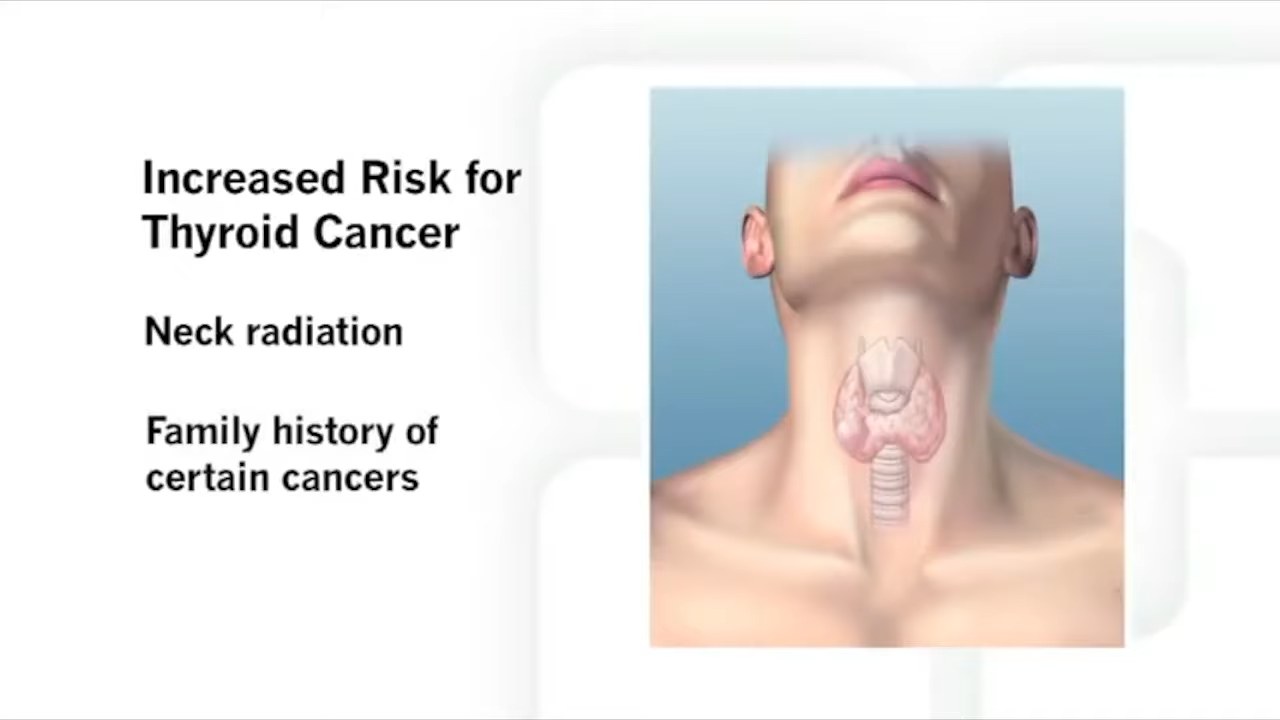 Increased Risk for
Thyroid Cancer
Neck radiation
Family history of
certain cancers